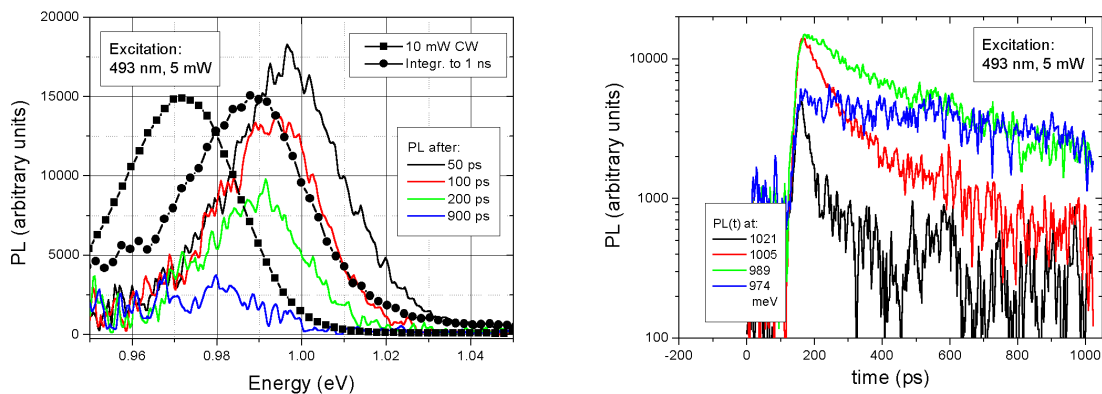 20000
15000
10000
5000
0
PL (arbitrary units)
Excitation:
493 nm, 5 mW
10 mW CW
Integr. to 1 ns
PL after:
50 ps
100 ps
200 ps
900 ps
0.96
0.98
1.00
1.02
1.04
Energy (eV)
10000
1000
100
PL (arbitrary units)
Excitation:
493 nm, 5 mW
PL(t) at:
1021
1005
989
974
meV
-200
0
200
400
600
800
1000
time (ps)